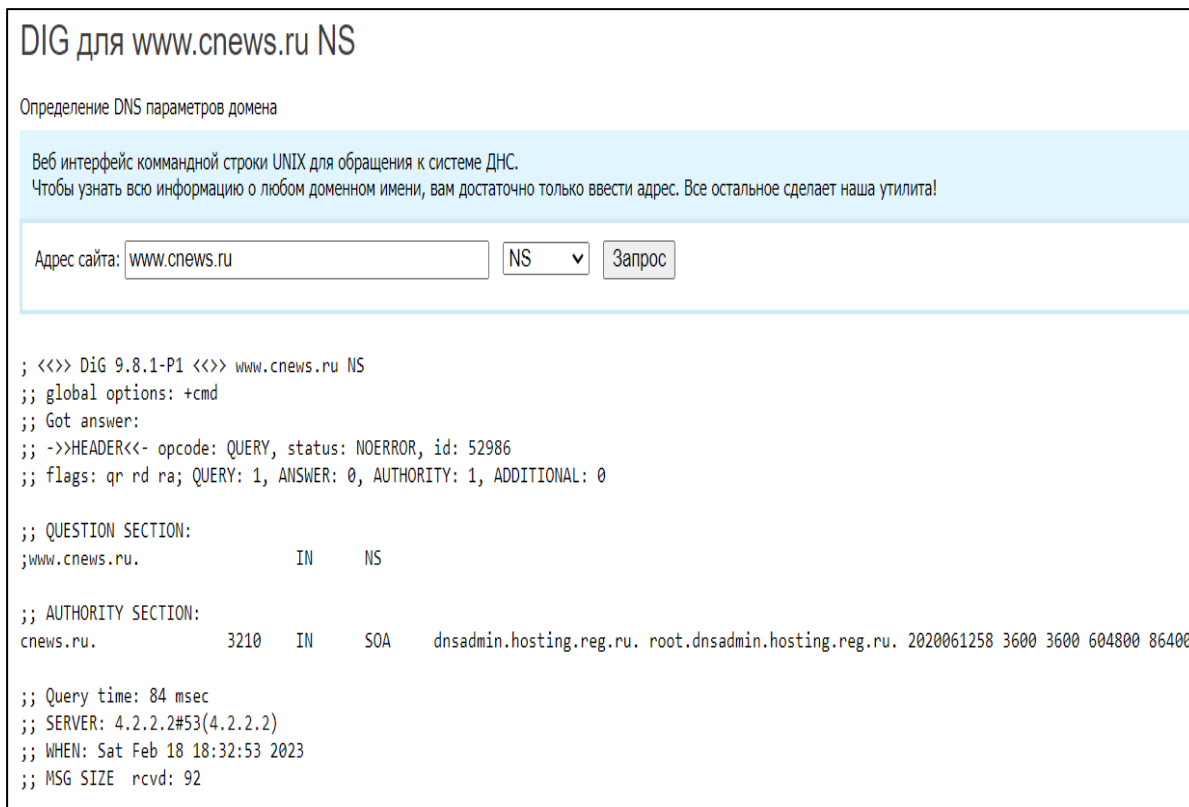 DIG для www.cnews.ru NS
Определение DNS параметров домена
Веб интерфейс коммандной строки UNIX для обращения к системе ДНС.
Чтобы узнать всю информацию о любом доменном имени, вам достаточно только ввести адрес. Все остальное сделает наша утилита!
Адрес сайта: www.cnews.ru NS Запрос
; <<>> DiG 9.8.1-P1 <<>> www.cnews.ru NS
;; global options: +cmd
;; Got answer:
;; ->>HEADER<<- opcode: QUERY, status: NOERROR, id: 52986
;; flags: qr rd ra; QUERY: 1, ANSWER: 0, AUTHORITY: 1, ADDITIONAL: 0
;; QUESTION SECTION:
;www.cnews.ru. IN NS
;; AUTHORITY SECTION:
cnews.ru. 3210 IN SOA dnsadmin.hosting.reg.ru. root.dnsadmin.hosting.reg.ru. 2020061258 3600 3600 604800 86400
;; Query time: 84 msec
;; SERVER: 4.2.2.2#53(4.2.2.2)
;; WHEN: Sat Feb 18 18:32:53 2023
;; MSG SIZE rcvd: 92